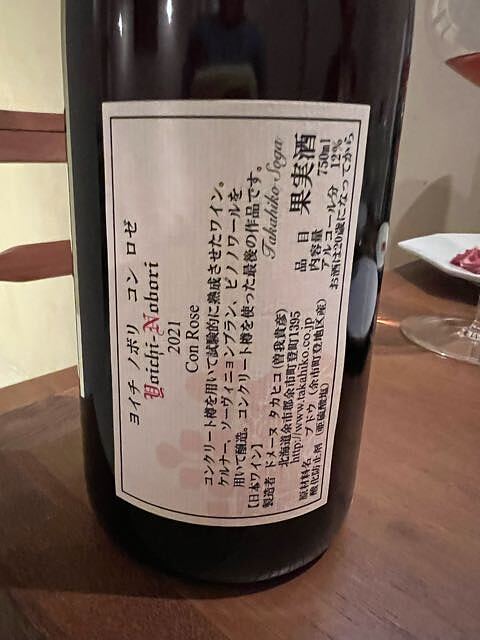 ヨイチ ノボリ コン ロゼ
Yoichi-Nobori
2021
Con Rose
コンクリート樽を用いて試験的に熟成させたワイン。
ケルナー、ソーヴィニョンブラン、ピノノワールを
用いて醸造。コンクリート樽を使った最後の作品です。
Takahiko Soga
【日本ワイン】
製造者 ドメーヌ タカヒコ(曽我貴彦)
北海道余市郡余市町登町1395
http://www.takahiko.co.jp
原材料名 ブドウ (余市町登地区産)
酸化防止剤 (亜硫酸塩)
品目 果実酒
内容量 750ml
アルコール分 12%
お酒は20歳になってから